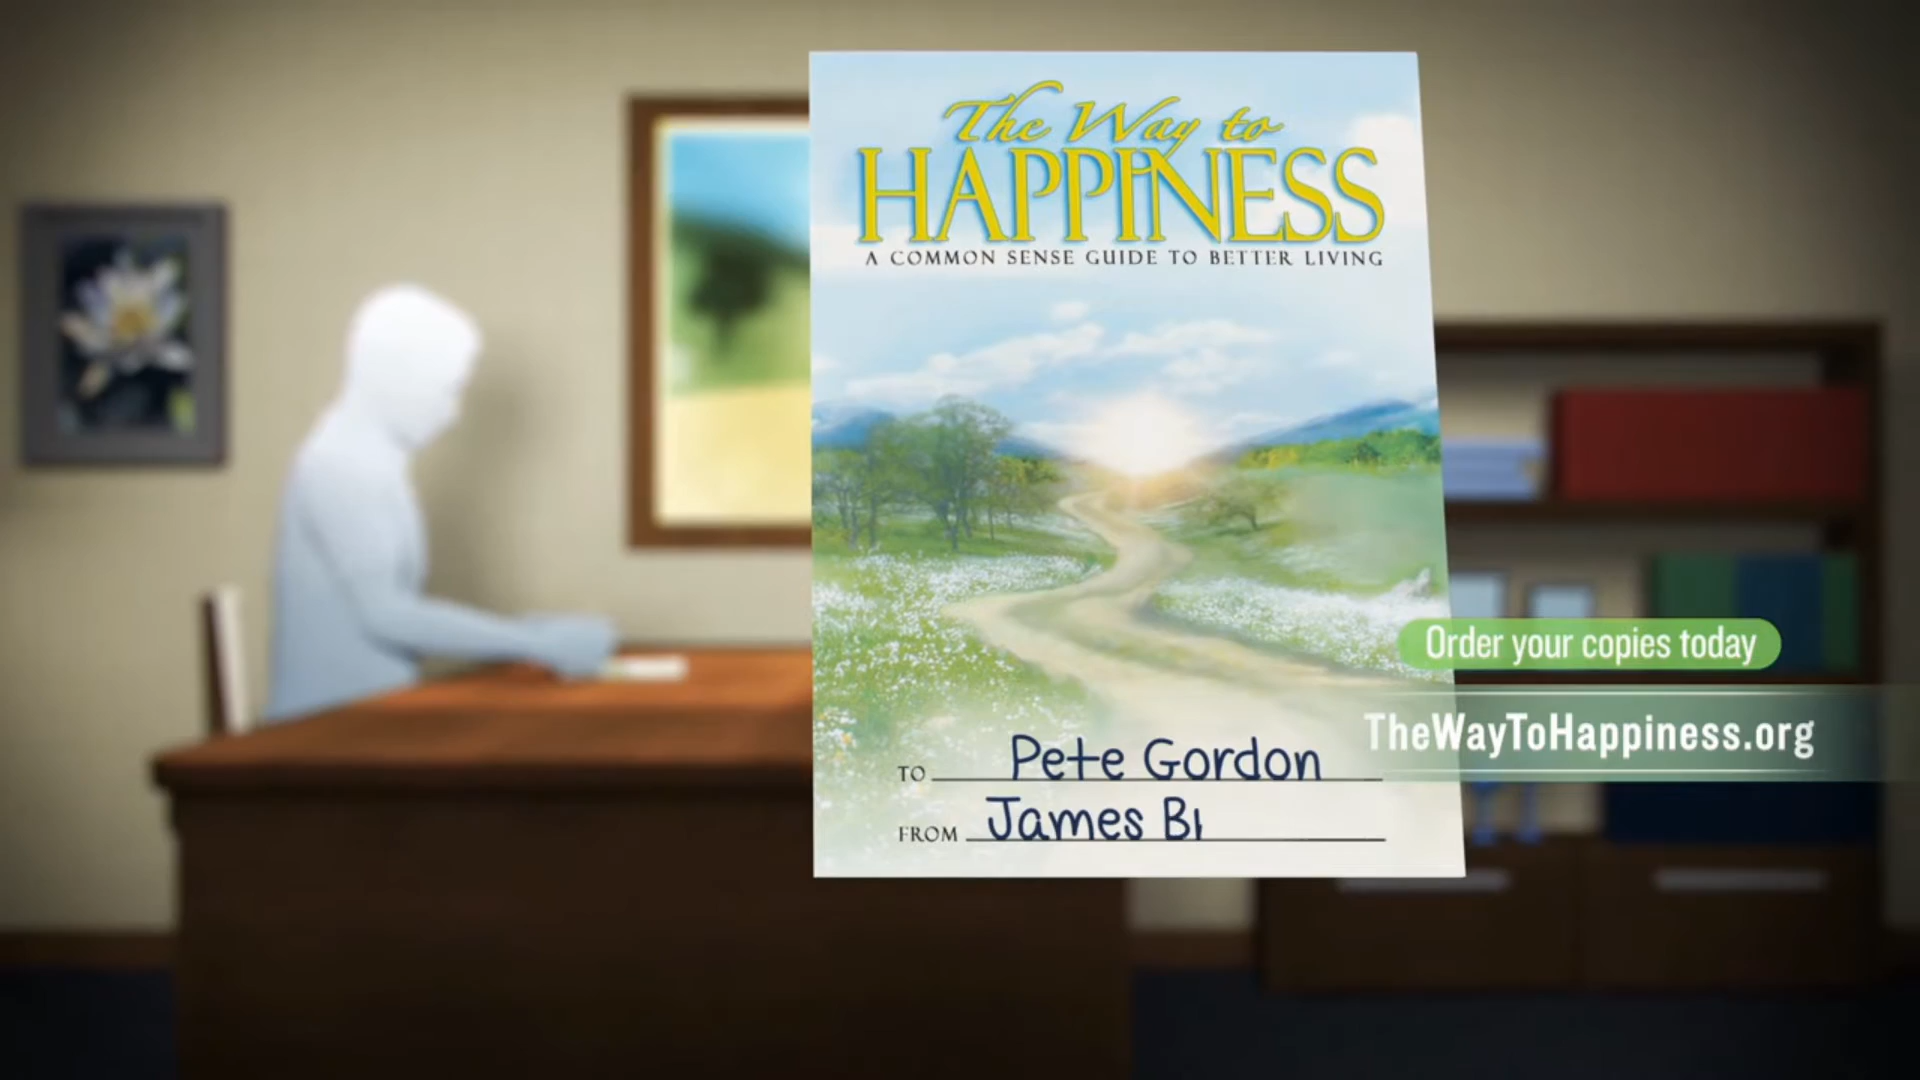 The Way to
HAPPINESS
A COMMON SENSE GUIDE TO BETTER LIVING
Order your copies today
TheWayToHappiness.org
TO Pete Gordon
FROM James B